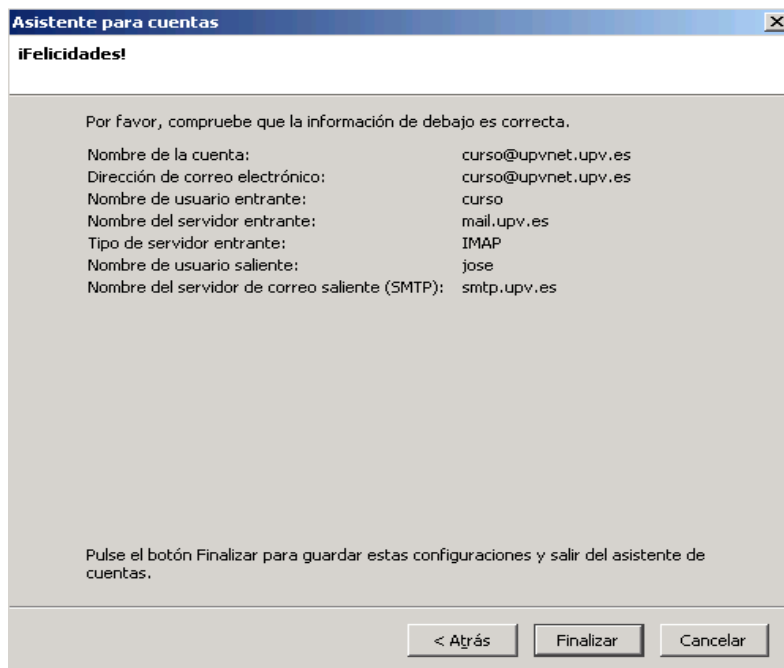 Asistente para cuentas
¡Felicidades!
Por favor, compruebe que la información de debajo es correcta.
Nombre de la cuenta: curso@upvnet.upv.es
Dirección de correo electrónico: curso@upvnet.upv.es
Nombre de usuario entrante: curso
Nombre del servidor entrante: mail.upv.es
Tipo de servidor entrante: IMAP
Nombre de usuario saliente: jose
Nombre del servidor de correo saliente (SMTP): smtp.upv.es
Pulse el botón Finalizar para guardar estas configuraciones y salir del asistente de
cuentas.
< Atrás Finalizar Cancelar